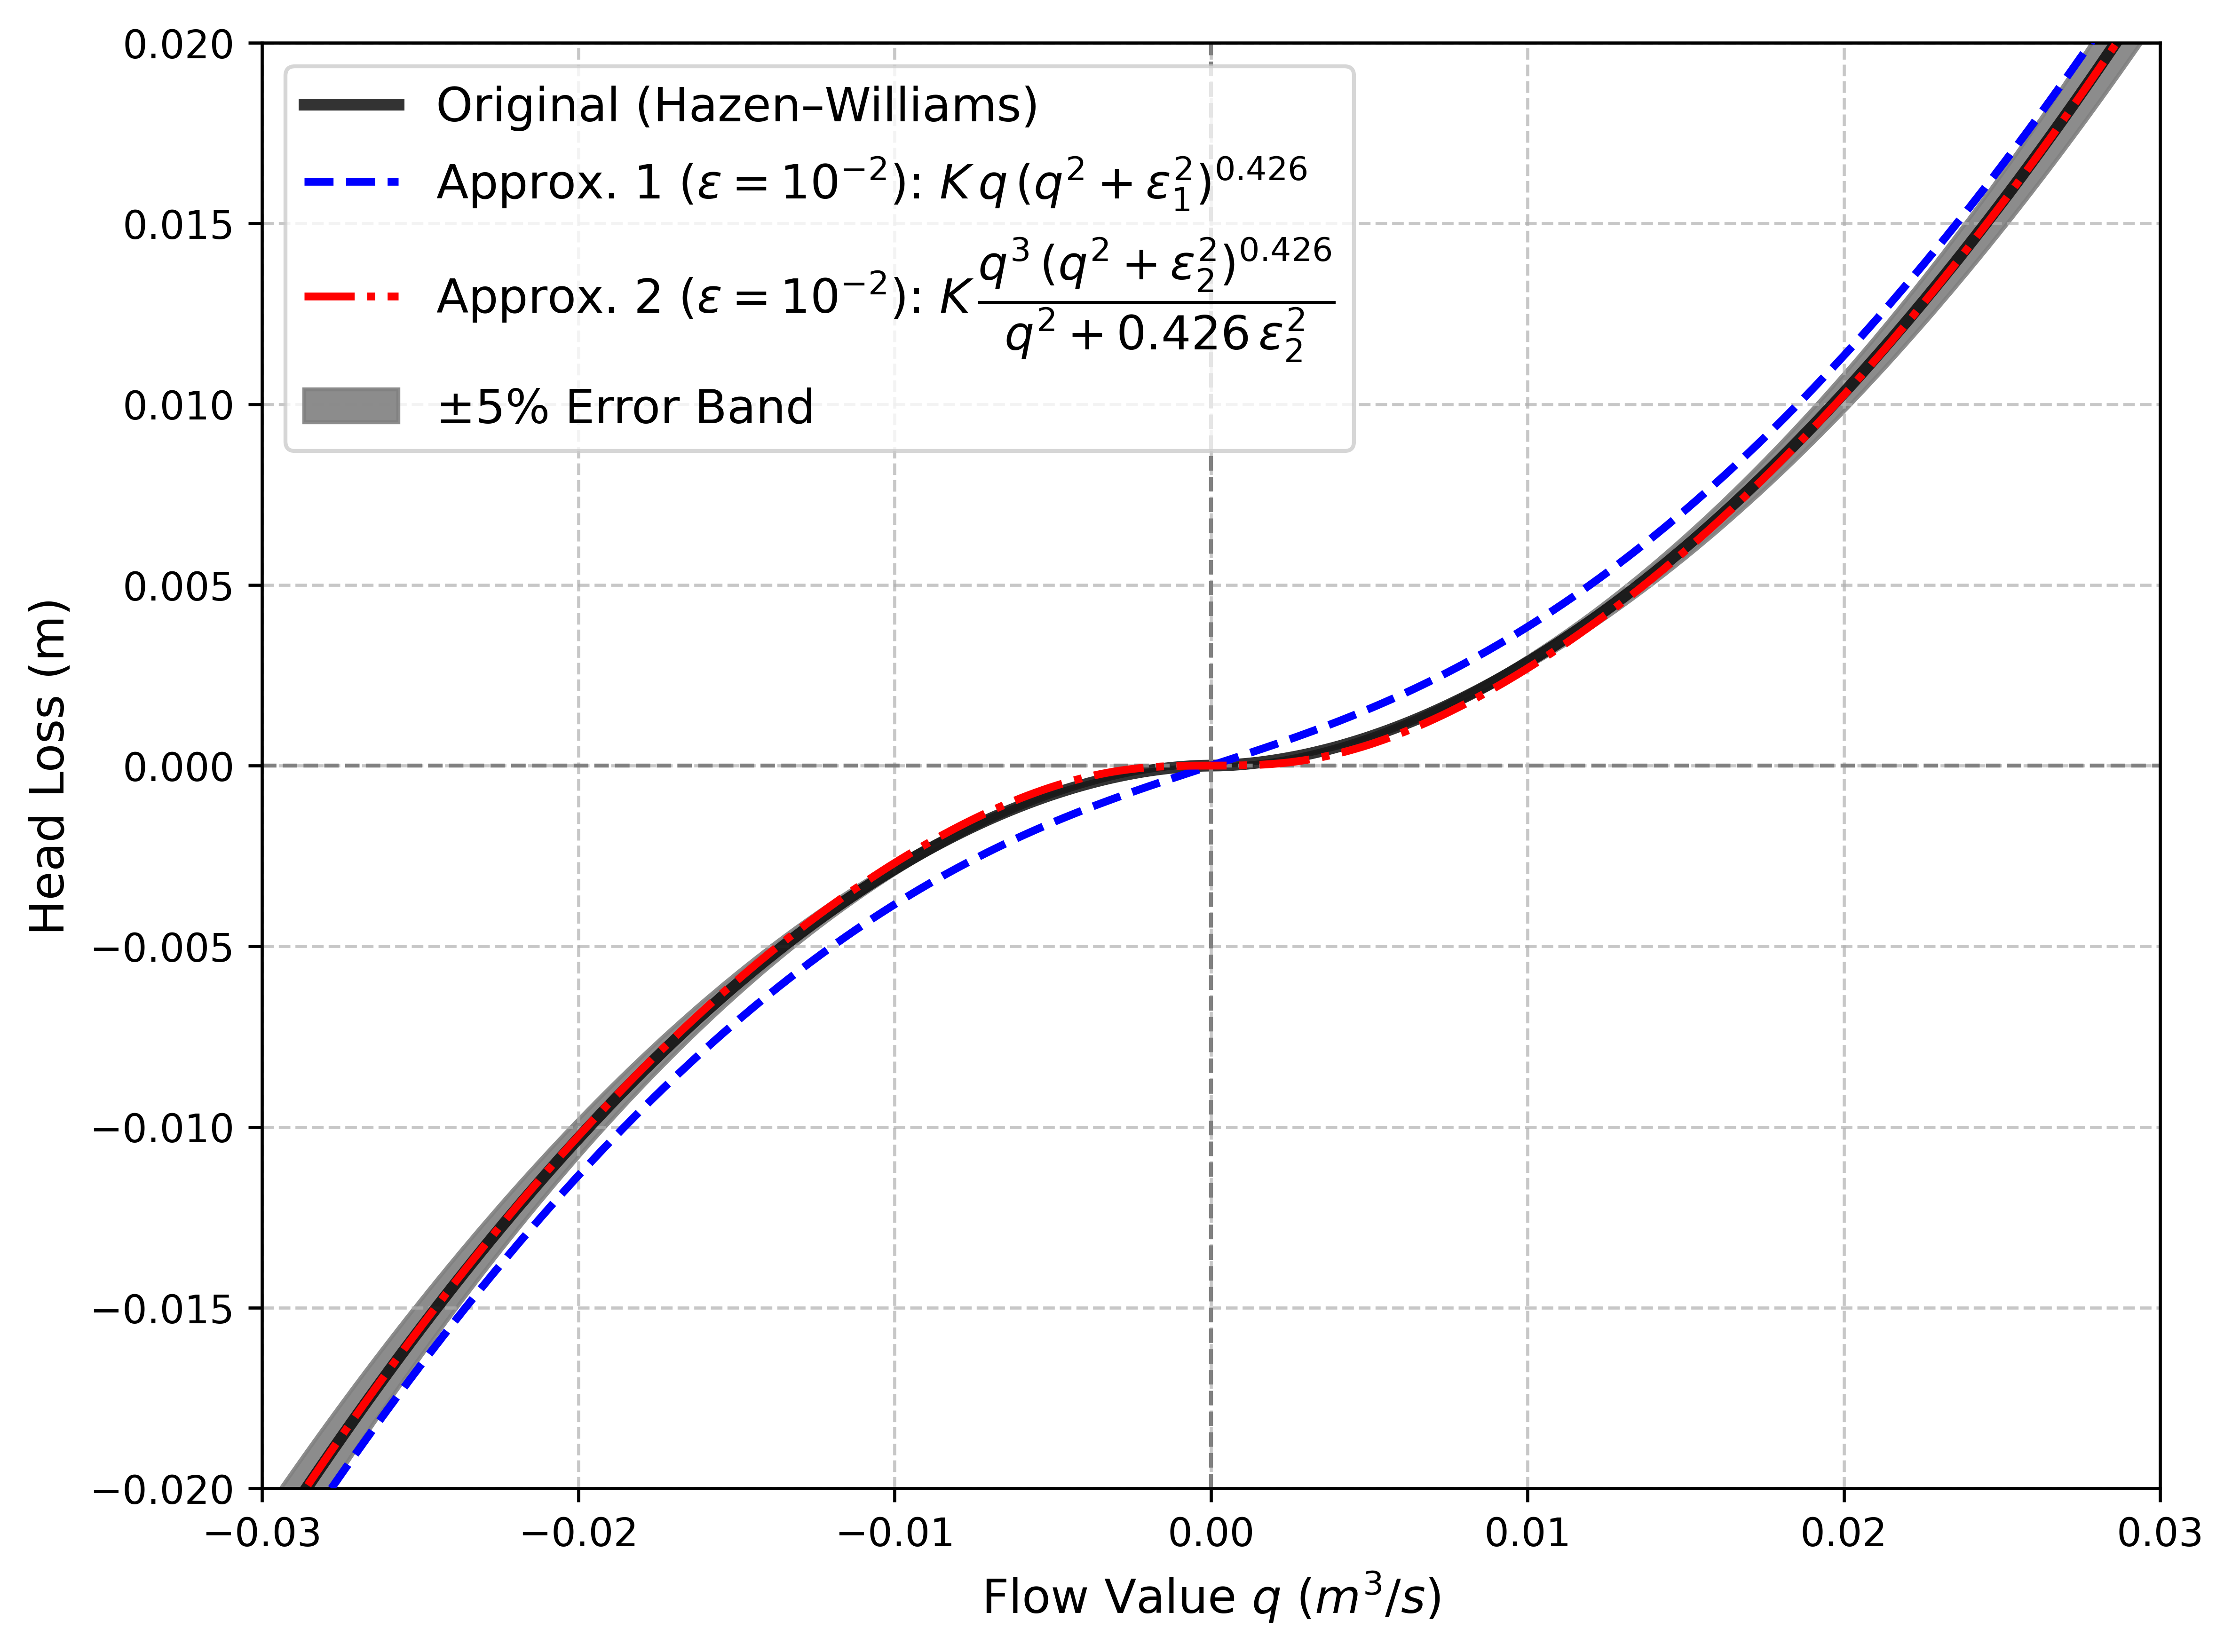 0.020
0.015
0.010
0.005
0.000
−0.005
−0.010
−0.015
−0.020
Head Loss (m)
Original (Hazen–Williams)
Approx. 1 (ε = 10⁻²): K q (q² + ε₁²)^0.426
Approx. 2 (ε = 10⁻²): K q³ (q² + ε₂²)^0.426 / q² + 0.426 ε₂²
±5% Error Band
−0.03 −0.02 −0.01 0.00 0.01 0.02 0.03
Flow Value q (m³/s)